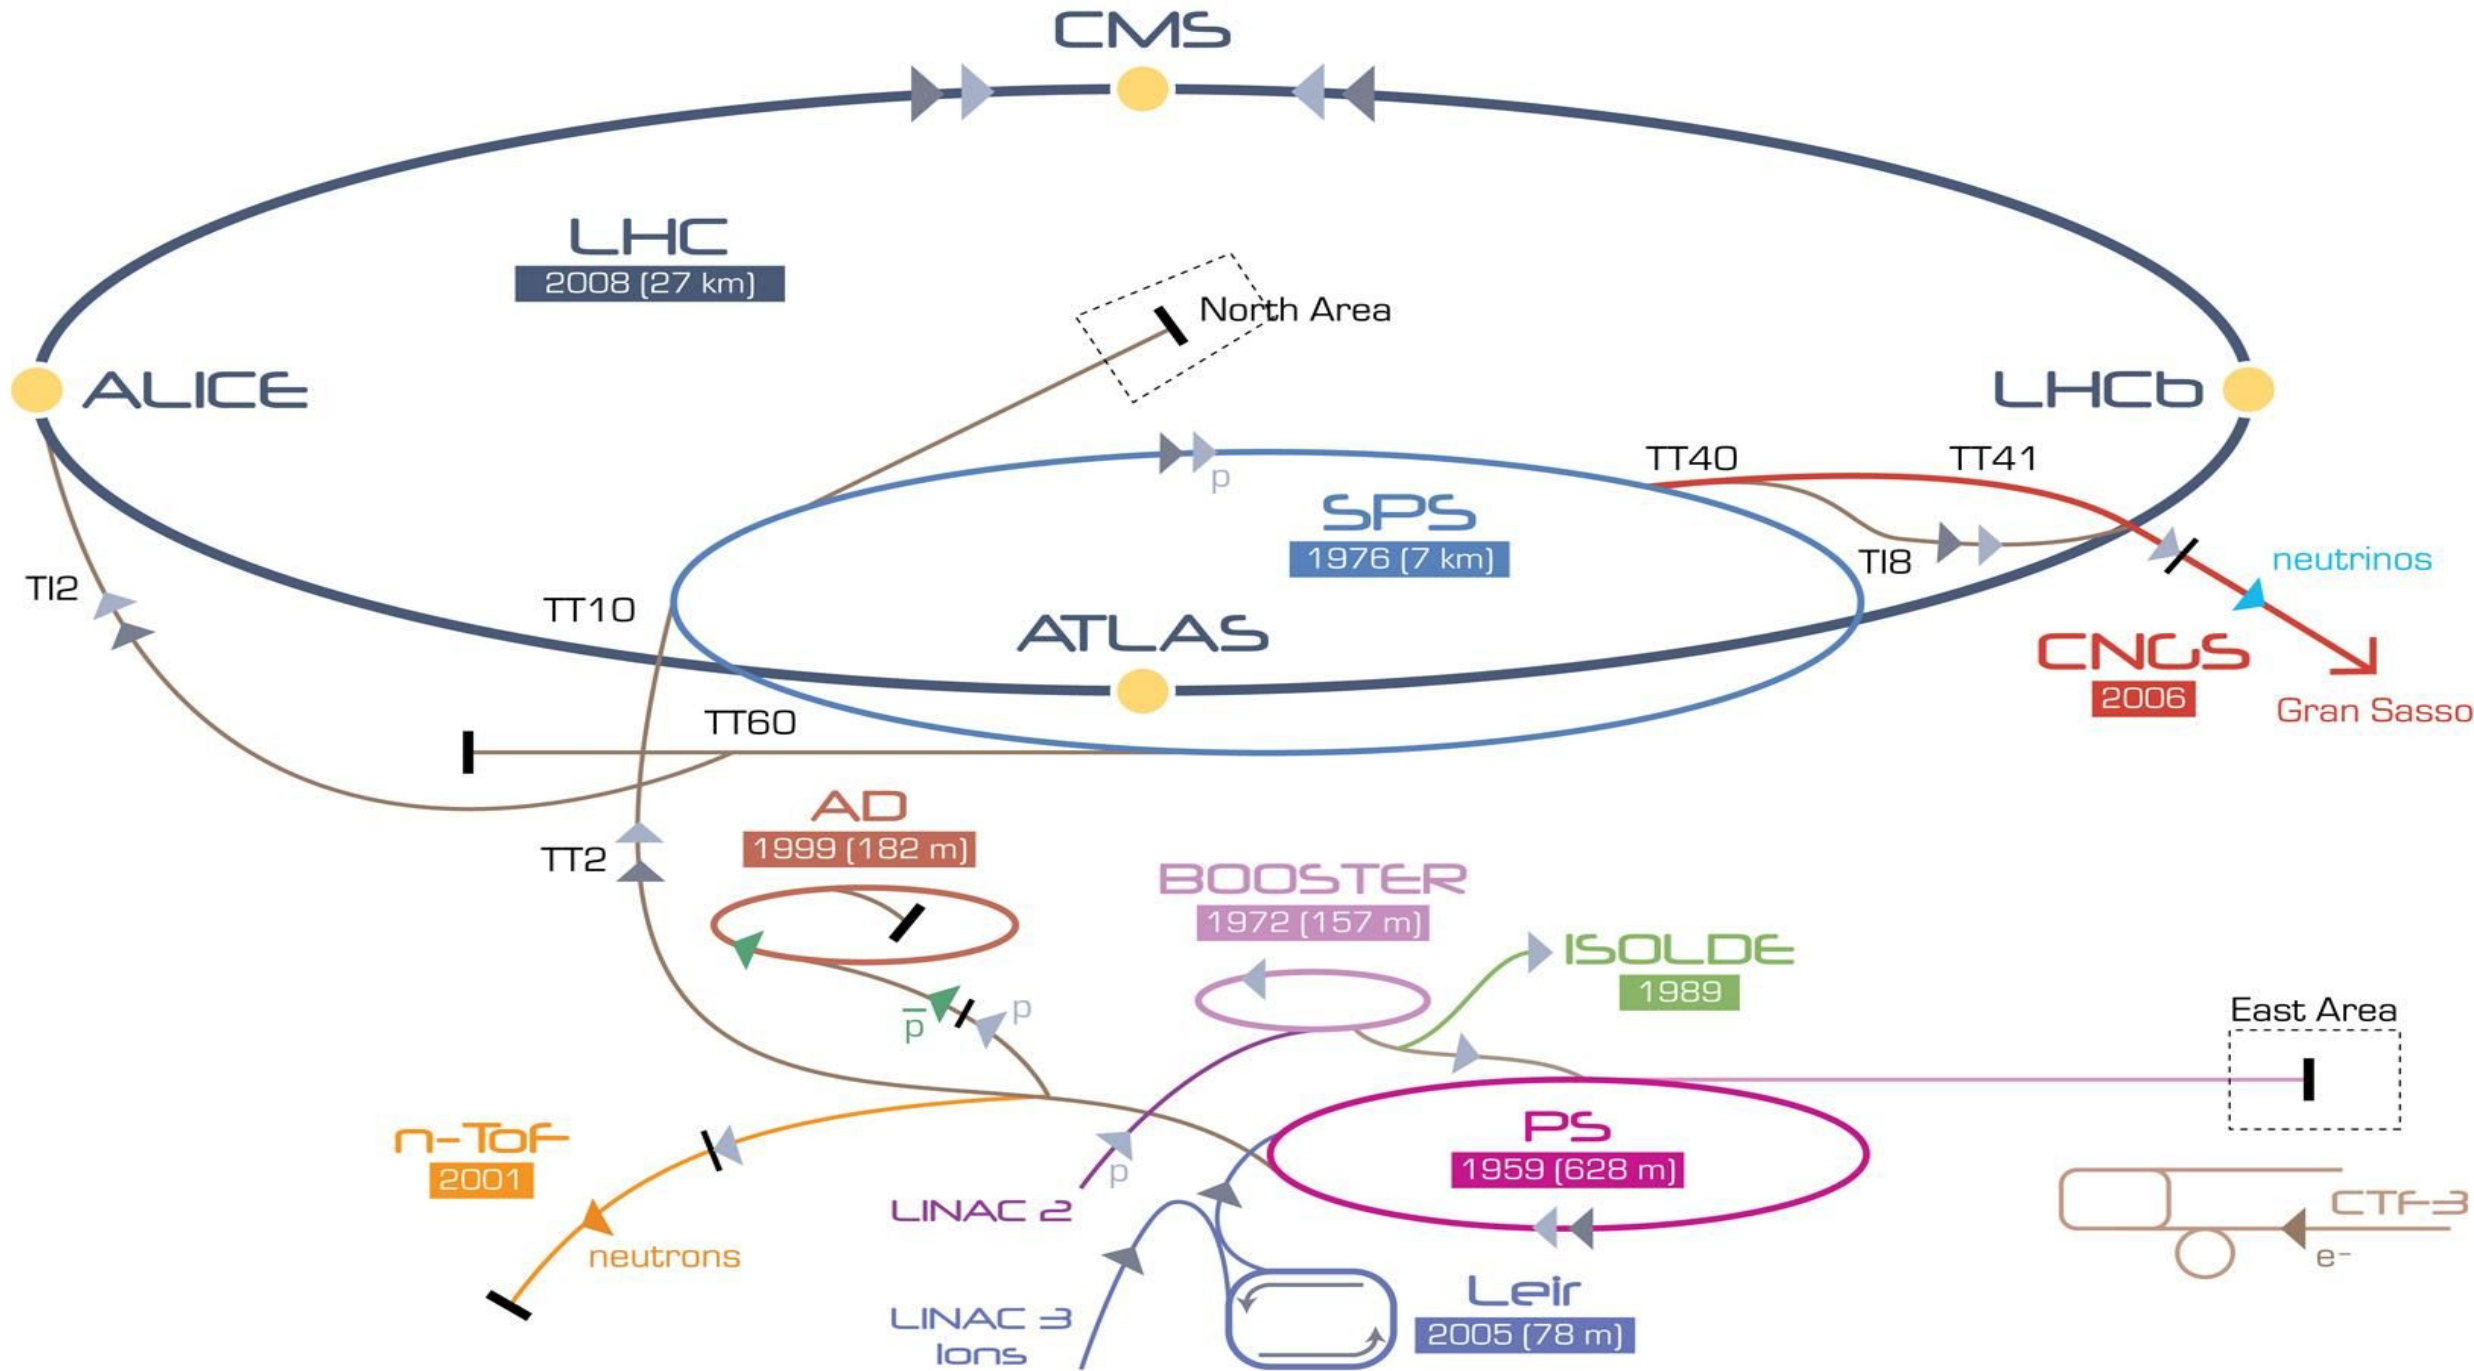 CMS
LHC
2008 (27 km)
North Area
ALICE
LHCb
TT40
TT41
p
SPS
1976 (7 km)
TI8
neutrinos
TI2
TT10
ATLAS
CNGS
2006
Gran Sasso
TT60
AD
1999 (182 m)
TT2
BOOSTER
1972 (157 m)
ISOLDE
1989
p
p̅
East Area
n-ToF
2001
neutrons
LINAC 2
p
PS
1959 (628 m)
CTF-3
e-
LINAC 3
Ions
Leir
2005 (78 m)